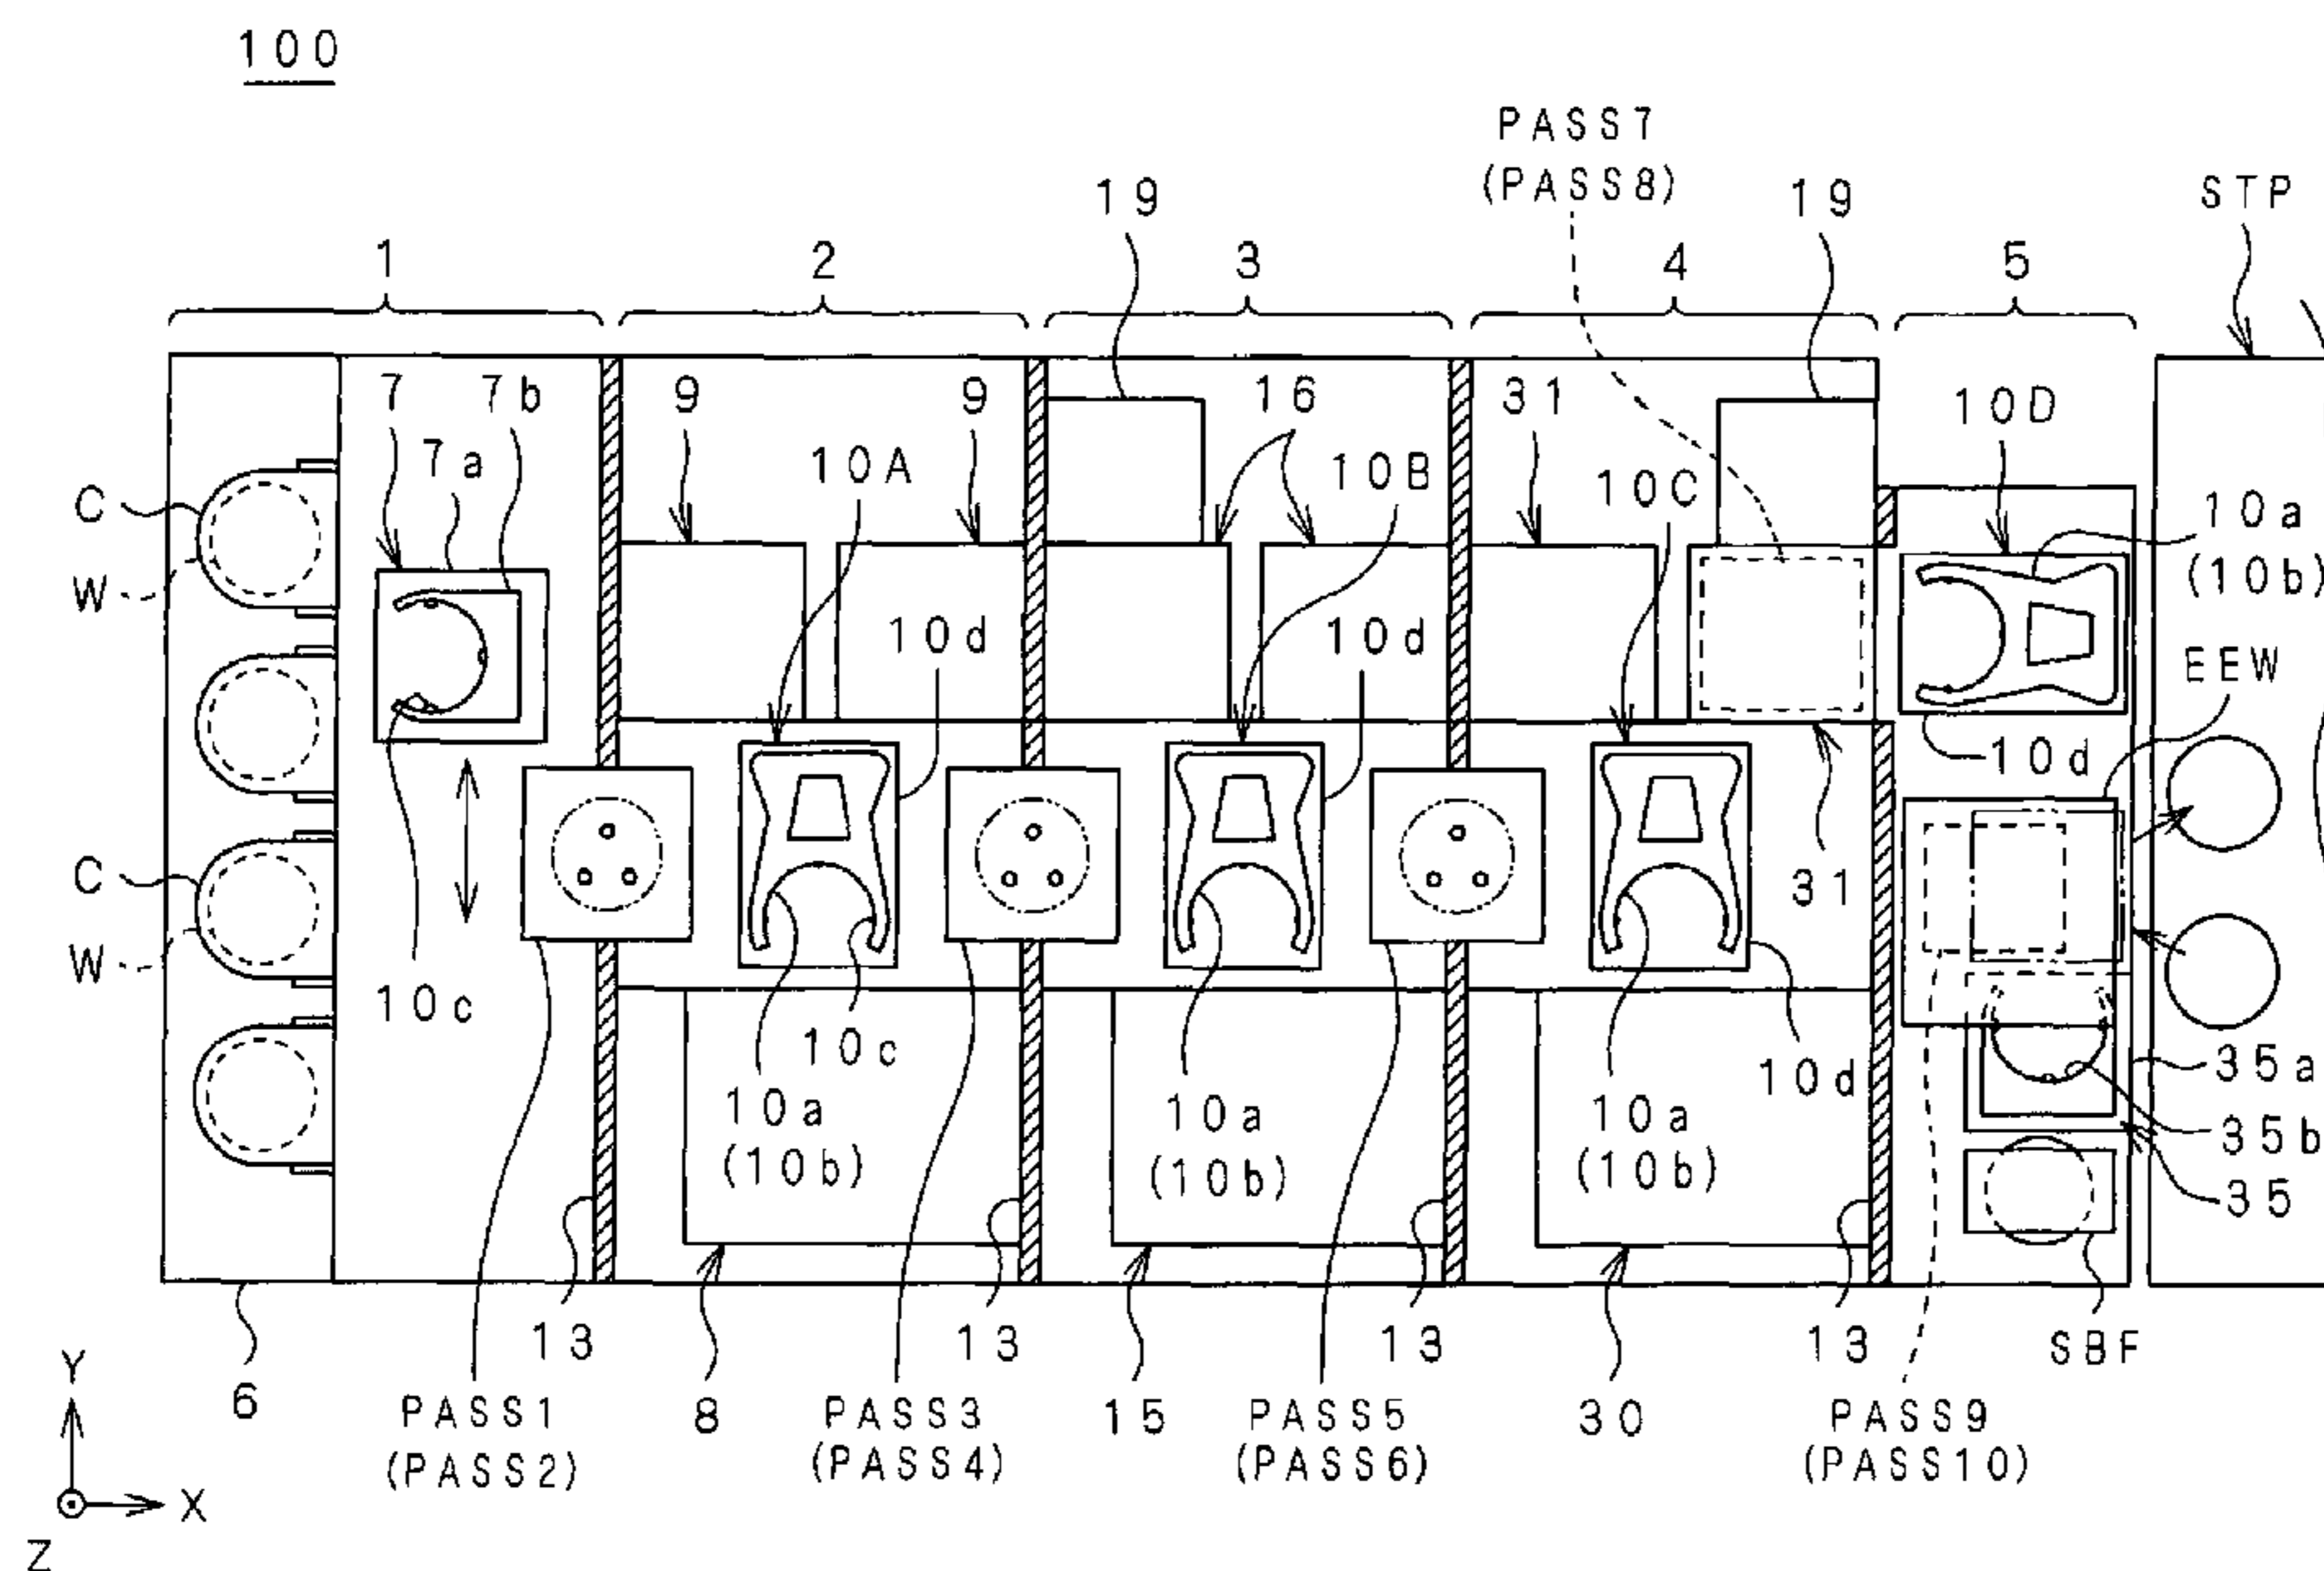 100
PASS7
(PASS8)
19
19
STP
1
2
3
4
5
7
7b
9
9
16
31
10D
7a
10A
10B
10C
C
10a
(10b)
W
10d
10d
EEW
10d
C
31
W
10c
10c
35a
10d
10a
(10b)
10a
(10b)
10a
(10b)
35b
35
13
13
13
13
SBF
Y
6
PASS1
(PASS2)
8
PASS3
(PASS4)
15
PASS5
(PASS6)
30
PASS9
(PASS10)
X
Z